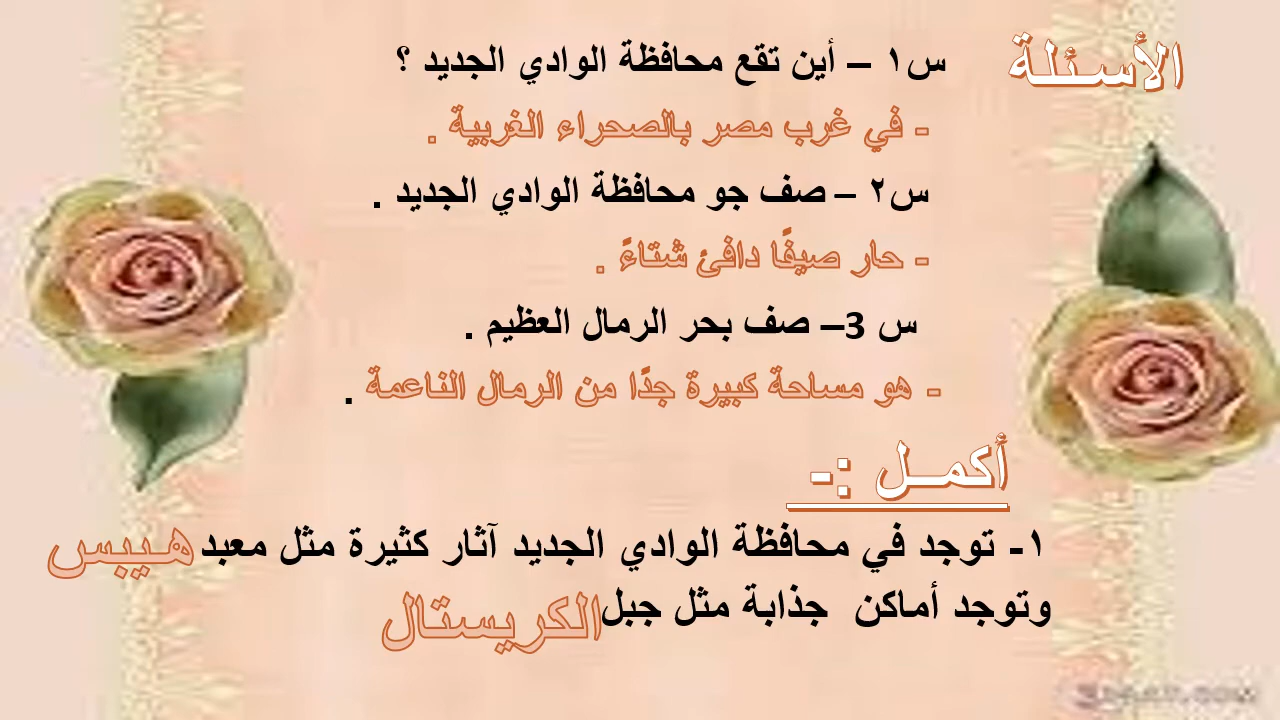 الأسئلة
س١ – أين تقع محافظة الوادي الجديد ؟
- في غرب مصر بالصحراء الغربية .
س٢ – صف جو محافظة الوادي الجديد .
- حار صيفًا دافئ شتاءً .
س 3– صف بحر الرمال العظيم .
- هو مساحة كبيرة جدًا من الرمال الناعمة .
أكمــل :-
١- توجد في محافظة الوادي الجديد آثار كثيرة مثل معبد هيبس
وتوجد أماكن جذابة مثل جبل الكريستال